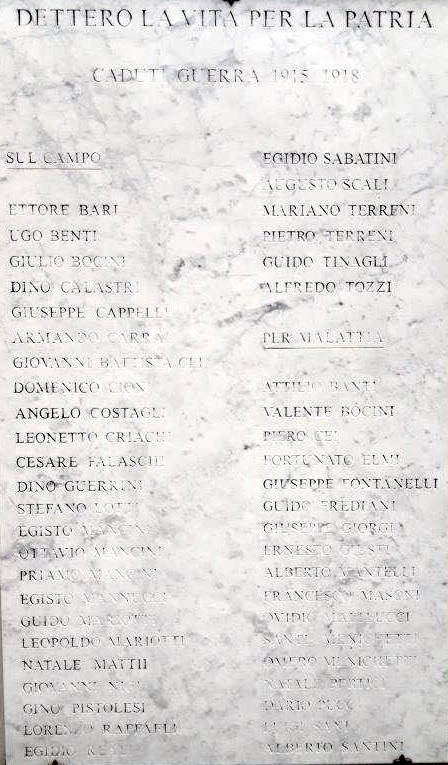 DETTERO LA VITA PER LA PATRIA
CADUTI GUERRA 1915 1918
SUL CAMPO
ETTORE BARI
UGO BENTI
GIULIO BOCINI
DINO CALASTRI
GIUSEPPE CAPPELLI
ARMANDO CARRAI
GIOVANNI BATTISTA CEI
DOMENICO CIONI
ANGELO COSTAGLI
LEONETTO CRIACHI
CESARE FALASCHI
DINO GUERRINI
STEFANO
EGISTO MANCINI
OTTAVIO MANCINI
PRIAMO MANCINI
EGISTO MANNUCCI
GUIDO MARIOTTI
LEOPOLDO MARIOTTI
NATALE MATTII
GIOVANNI
GINO PISTOLESI
LORENZO RAFFAELI
EGIDIO
EGIDIO SABATINI
AUGUSTO SCALI
MARIANO TERRENI
PIETRO TERRENI
GUIDO TINAGLI
ALFREDO TOZZI
PER MALATTIA
ATTILIO BANTI
VALENTE BOCINI
PIERO CEI
FORTUNATO ELMI
GIUSEPPE FONTANELLI
GUIDO FREDIANI
GIUSEPPE GIORGI
ERNESTO GIUSTI
ALBERTO MANTELLI
FRANCESCO MASONI
OVIDIO MATTEUCCI
SANTI MENICHETTI
OMERO MENICHETTI
NATALE
DARIO PUCCI
LUIGI SANI
ALBERTO SANTINI